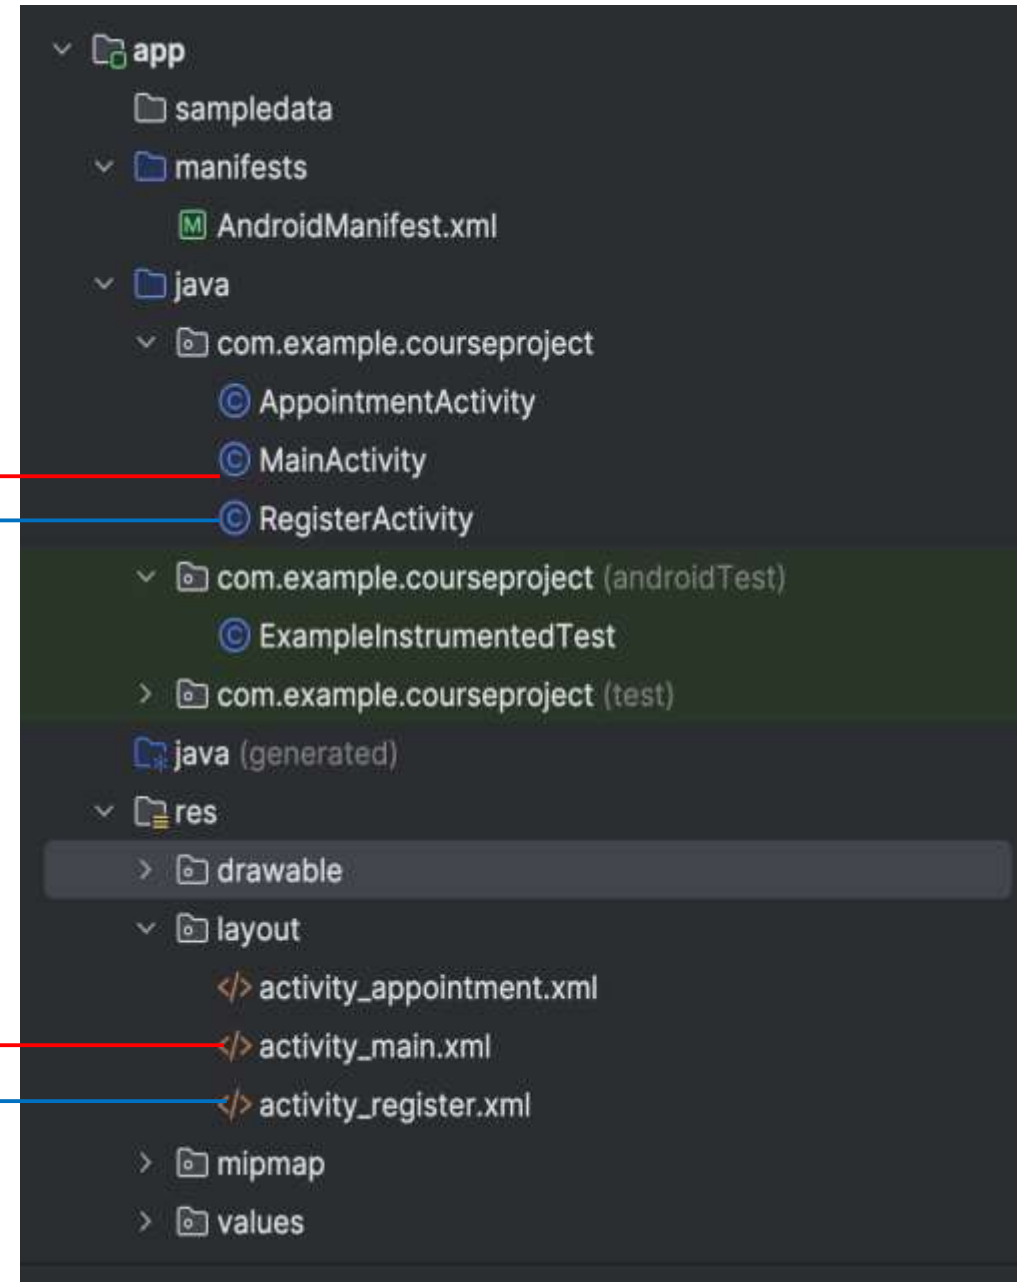 app
sampledata
manifests
AndroidManifest.xml
java
com.example.courseproject
AppointmentActivity
MainActivity
RegisterActivity
com.example.courseproject (androidTest)
ExampleInstrumentedTest
com.example.courseproject (test)
java (generated)
res
drawable
layout
activity_appointment.xml
activity_main.xml
activity_register.xml
mipmap
values